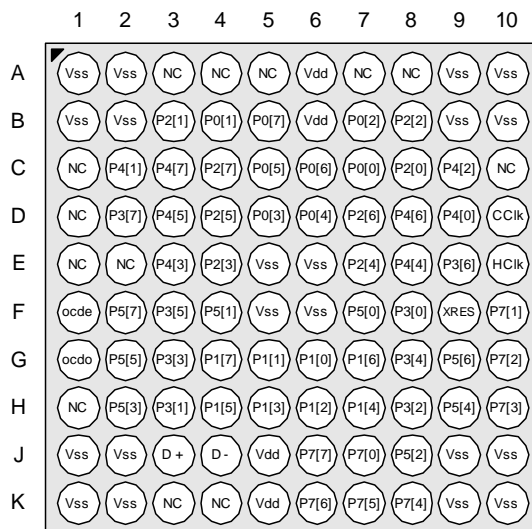 1 2 3 4 5 6 7 8 9 10
A Vss Vss NC NC NC Vdd NC NC Vss Vss
B Vss Vss P2[1] P0[1] P0[7] Vdd P0[2] P2[2] Vss Vss
C NC P4[1] P4[7] P2[7] P0[5] P0[6] P0[0] P2[0] P4[2] NC
D NC P3[7] P4[5] P2[5] P0[3] P0[4] P2[6] P4[6] P4[0] CClk
E NC NC P4[3] P2[3] Vss Vss P2[4] P4[4] P3[6] HClk
F ocde P5[7] P3[5] P5[1] Vss Vss P5[0] P3[0] XRES P7[1]
G ocdo P5[5] P3[3] P1[7] P1[1] P1[0] P1[6] P3[4] P5[6] P7[2]
H NC P5[3] P3[1] P1[5] P1[3] P1[2] P1[4] P3[2] P5[4] P7[3]
J Vss Vss D + D - Vdd P7[7] P7[0] P5[2] Vss Vss
K Vss Vss NC NC Vdd P7[6] P7[5] P7[4] Vss Vss